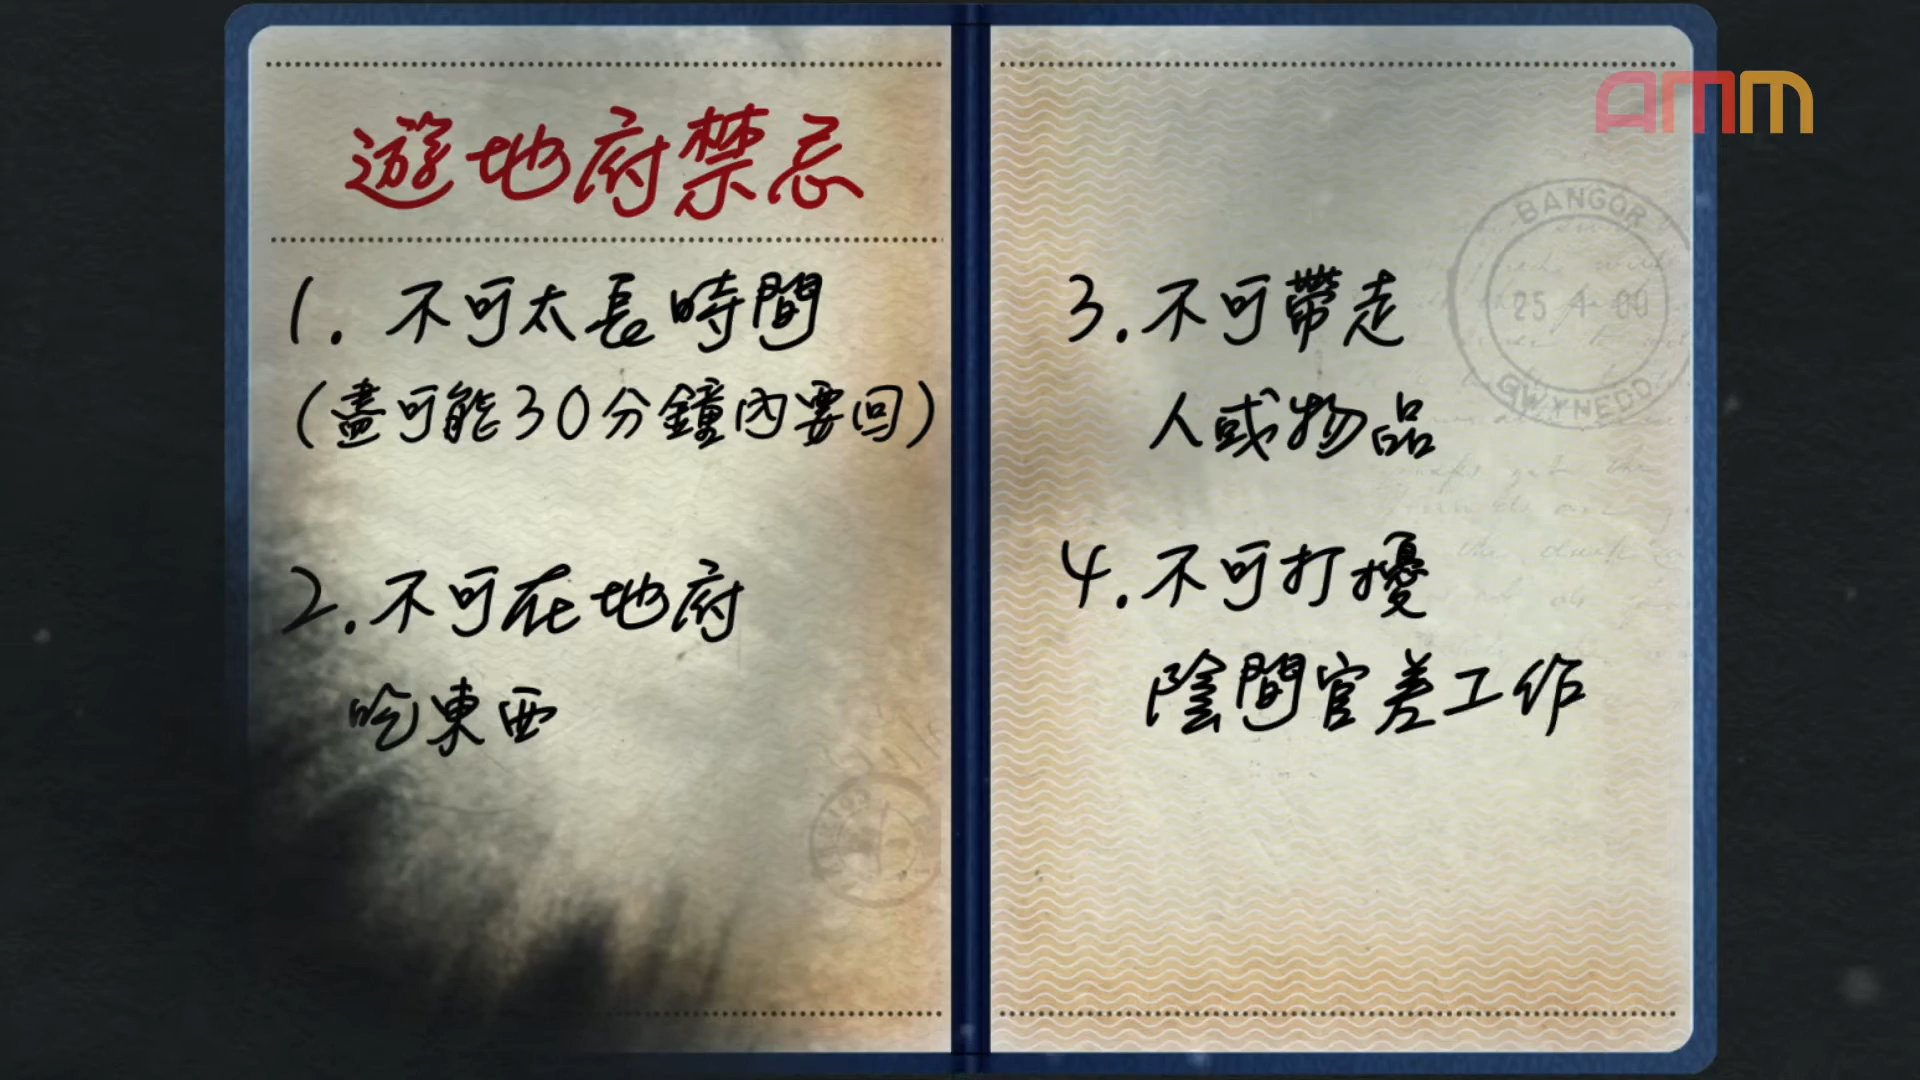 遊地府禁忌
1. 不可太長時間
(盡可能30分鐘內要回)
2. 不可在地府
吃東西
3. 不可帶走
人或物品
4. 不可打擾
陰間官差工作
amm
BANGOR
25 4 00
GWYNEDD